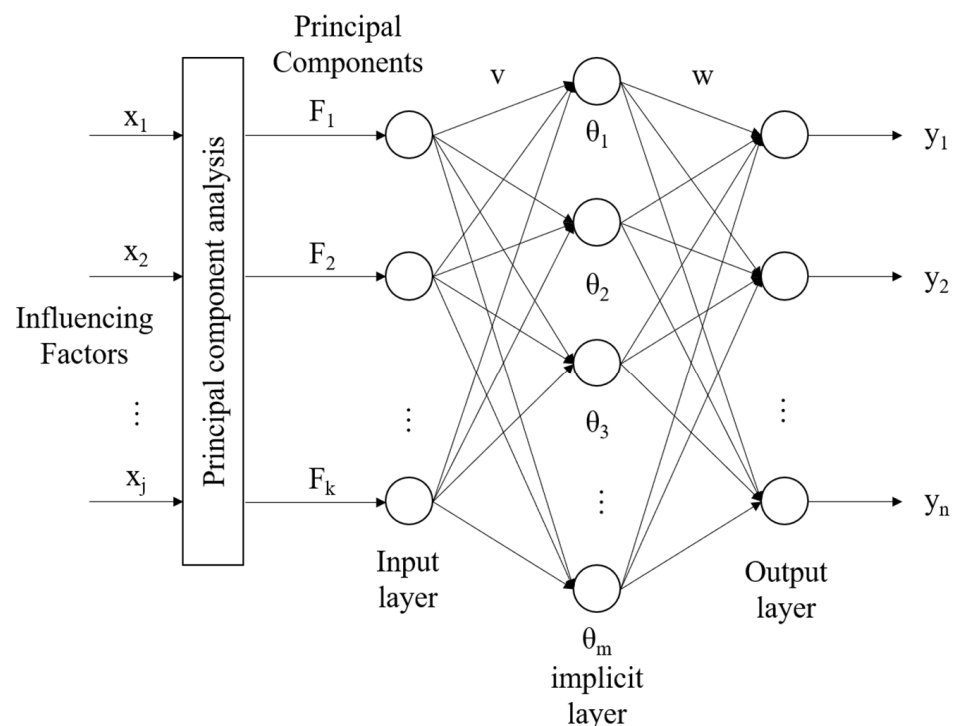 Principal
Components
v
w
x₁
F₁
θ₁
y₁
Principal component analysis
x₂
F₂
θ₂
y₂
Influencing
Factors
⋮
⋮
θ₃
⋮
xⱼ
Fₖ
⋮
yₙ
Input
layer
Output
layer
θₘ
implicit
layer